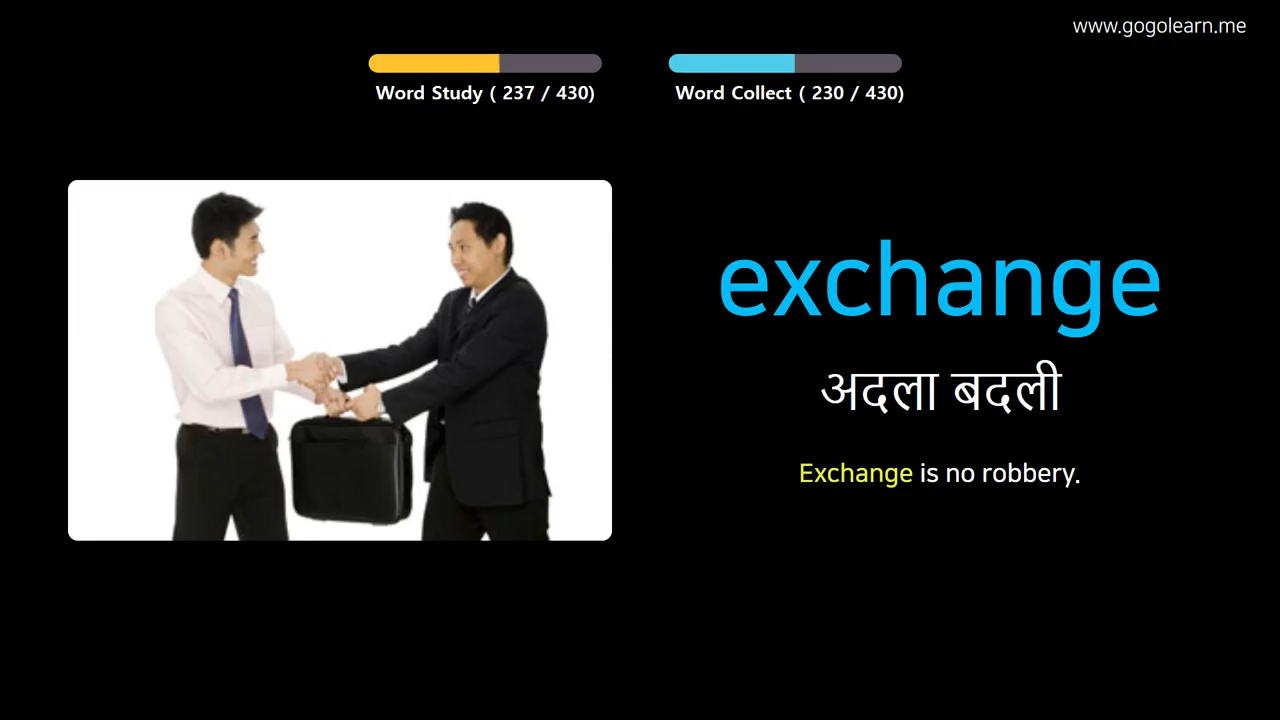 www.gogolearn.me
Word Study ( 237 / 430)
Word Collect ( 230 / 430)
exchange
अदला बदली
Exchange is no robbery.